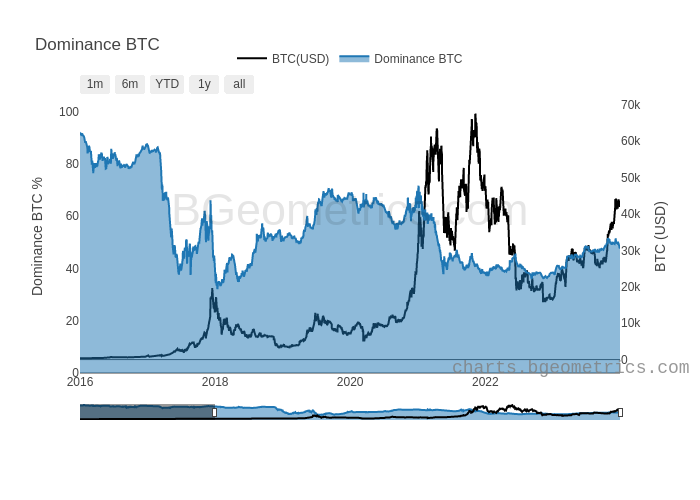 Dominance BTC
BTC(USD) Dominance BTC
1m 6m YTD 1y all
70k
100
60k
80
50k
BGeometrics.com
60
40k
Dominance BTC %
BTC (USD)
30k
40
20k
20
10k
0
charts.bgeometrics.com
0
2016 2018 2020 2022